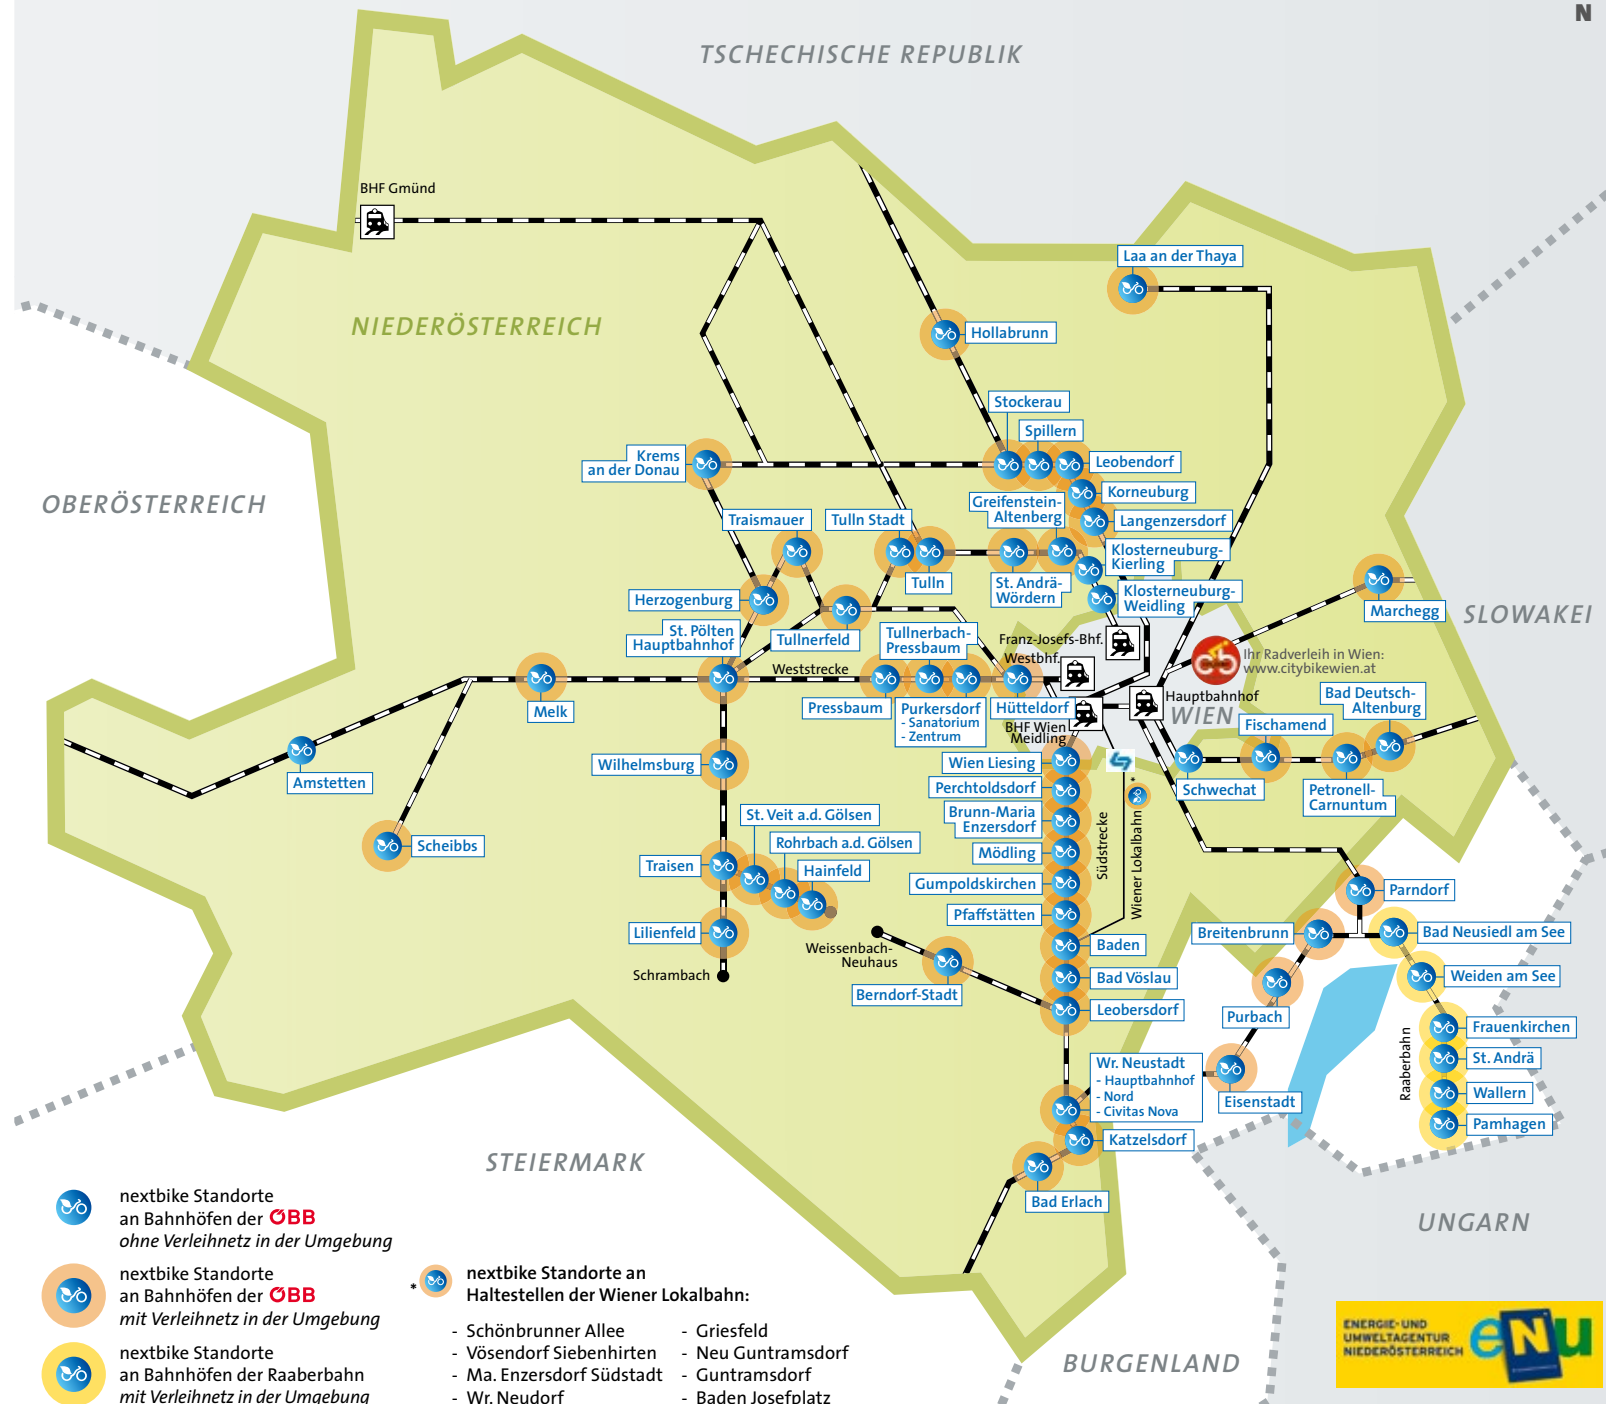 N
TSCHECHISCHE REPUBLIK
BHF Gmünd
Laa an der Thaya
NIEDERÖSTERREICH
Hollabrunn
Stockerau
Spillern
Krems
an der Donau
Leobendorf
OBERÖSTERREICH
Korneuburg
Greifenstein-
Altenberg
Traismauer
Tulln Stadt
Langenzersdorf
Klosterneuburg-
Kierling
Tulln
St. Andrä-
Wördern
Klosterneuburg-
Weidling
Herzogenburg
Marchegg
SLOWAKEI
St. Pölten
Hauptbahnhof
Tullnerfeld
Tullnerbach-
Pressbaum
Franz-Josefs-Bhf.
Westbhf.
Ihr Radverleih in Wien:
www.citybikewien.at
Weststrecke
Hauptbahnhof
WIEN
Bad Deutsch-
Altenburg
Melk
Pressbaum
Purkersdorf
- Sanatorium
- Zentrum
Hütteldorf
BHF Wien
Meidling
Fischamend
Wilhelmsburg
Wien Liesing
Amstetten
Perchtoldsdorf
*
Schwechat
Petronell-
Carnuntum
St. Veit a.d. Gölsen
Brunn-Maria
Enzersdorf
Rohrbach a.d. Gölsen
Scheibbs
Mödling
Südstrecke
Wiener Lokalbahn
Traisen
Hainfeld
Gumpoldskirchen
Parndorf
Pfaffstätten
Lilienfeld
Breitenbrunn
Bad Neusiedl am See
Weissenbach-
Neuhaus
Baden
Schrambach
Bad Vöslau
Weiden am See
Berndorf-Stadt
Leobersdorf
Purbach
Frauenkirchen
Raaberbahn
St. Andrä
Wr. Neustadt
- Hauptbahnhof
- Nord
- Civitas Nova
Eisenstadt
Wallern
Pamhagen
Katzelsdorf
STEIERMARK
Bad Erlach
UNGARN
BURGENLAND
nextbike Standorte
an Bahnhöfen der ÖBB
ohne Verleihnetz in der Umgebung
nextbike Standorte
an Bahnhöfen der ÖBB
mit Verleihnetz in der Umgebung
nextbike Standorte
an Bahnhöfen der Raaberbahn
mit Verleihnetz in der Umgebung
* nextbike Standorte an
Haltestellen der Wiener Lokalbahn:
- Schönbrunner Allee
- Vösendorf Siebenhirten
- Ma. Enzersdorf Südstadt
- Wr. Neudorf
- Griesfeld
- Neu Guntramsdorf
- Guntramsdorf
- Baden Josefplatz
ENERGIE- UND
UMWELTAGENTUR
NIEDERÖSTERREICH
eNu